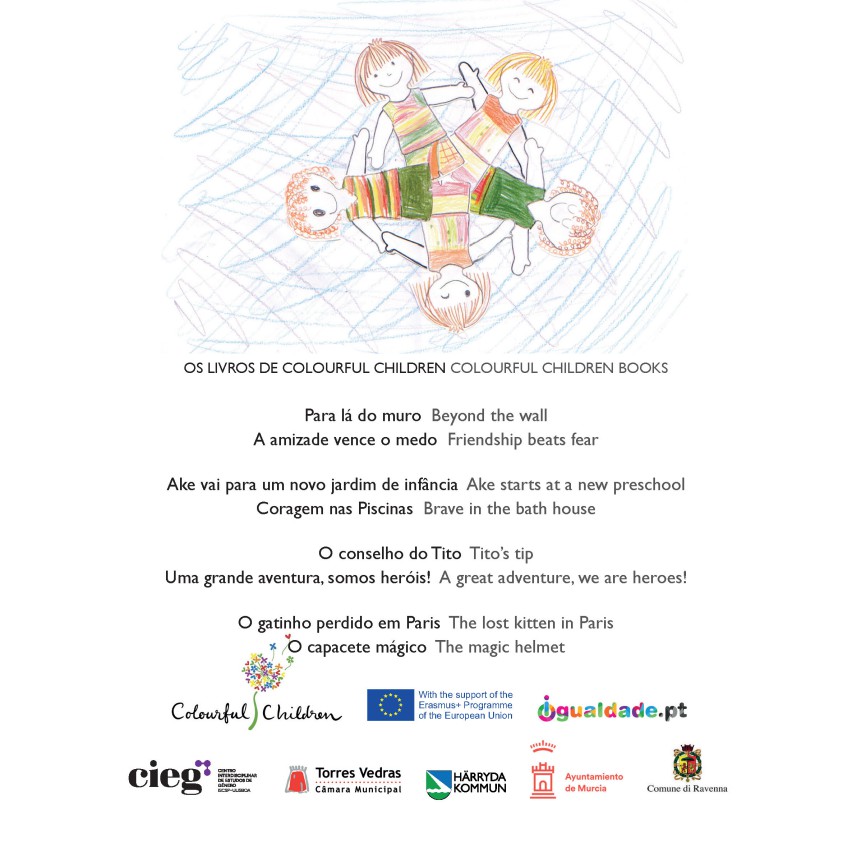 OS LIVROS DE COLOURFUL CHILDREN COLOURFUL CHILDREN BOOKS
Para lá do muro Beyond the wall
A amizade vence o medo Friendship beats fear
Ake vai para um novo jardim de infância Ake starts at a new preschool
Coragem nas Piscinas Brave in the bath house
O conselho do Tito Tito's tip
Uma grande aventura, somos heróis! A great adventure, we are heroes!
O gatinho perdido em Paris The lost kitten in Paris
O capacete mágico The magic helmet
Colourful Children
With the support of the
Erasmus+ Programme
of the European Union
igualdade.pt
cieg
CENTRO
INTERDISCIPLINAR
DE ESTUDOS DE
GÉNERO
ISCSP-ULISBOA
Torres Vedras
Câmara Municipal
HÄRRYDA
KOMMUN
Ayuntamiento
de Murcia
Comune di Ravenna